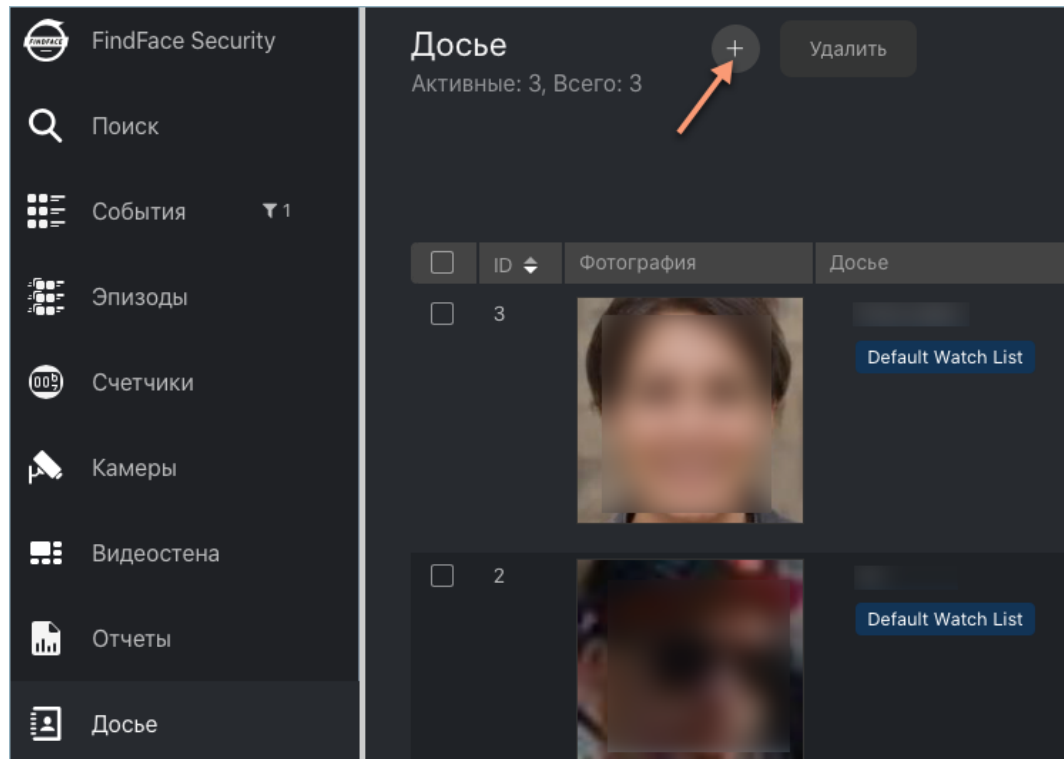 FindFace Security
Поиск
События 1
Эпизоды
Счетчики
Камеры
Видеостена
Отчеты
Досье
Досье + Удалить
Активные: 3, Всего: 3
ID Фотография Досье
3
Default Watch List
2
Default Watch List